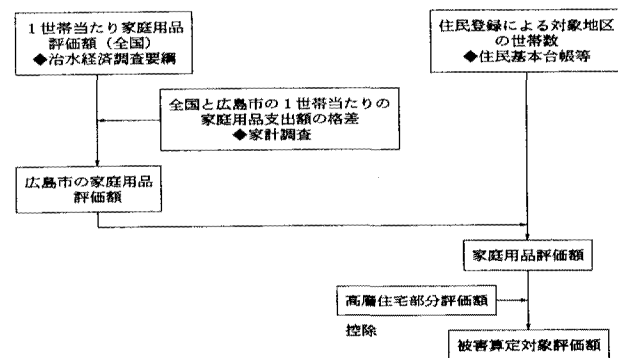 1世帯当たり家庭用品
評価額（全国）
◆治水経済調査要綱
住民登録による対象地区
の世帯数
◆住民基本台帳等
全国と広島市の1世帯当たりの
家庭用品支出額の格差
◆家計調査
広島市の家庭用品
評価額
家庭用品評価額
高層住宅部分評価額
控除
被害算定対象評価額